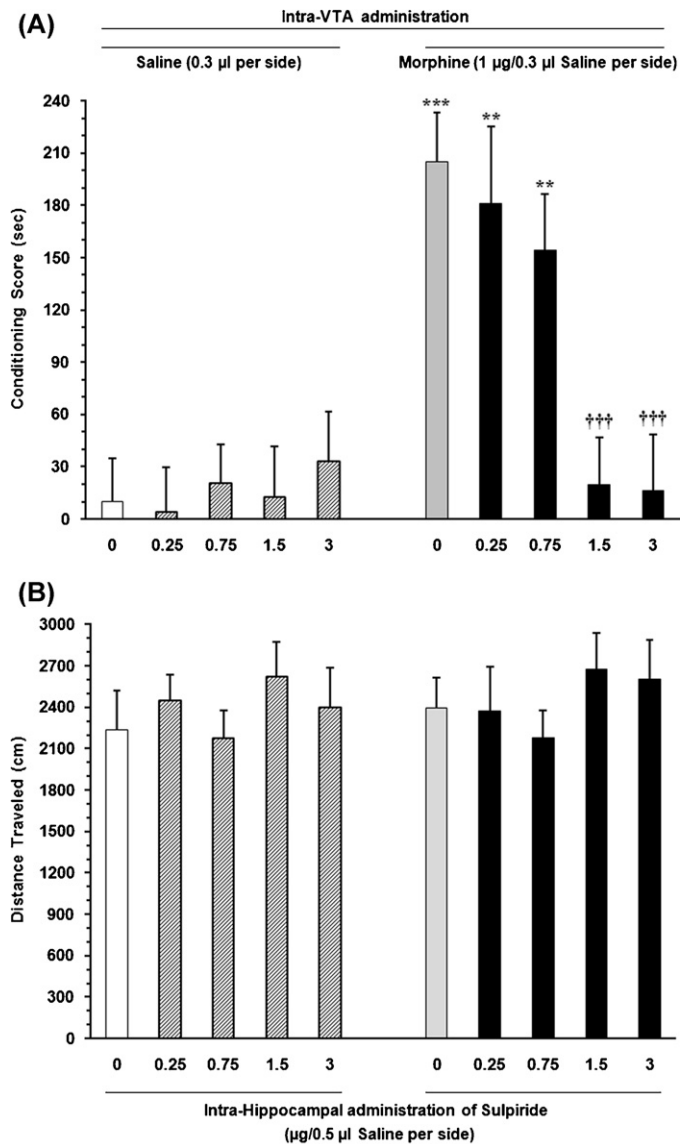 (A)
Intra-VTA administration
Saline (0.3 µl per side)
Morphine (1 µg/0.3 µl Saline per side)
Conditioning Score (sec)
240
210
180
150
120
90
60
30
0
***
**
**
†††
†††
0 0.25 0.75 1.5 3 0 0.25 0.75 1.5 3
(B)
Distance Traveled (cm)
3000
2700
2400
2100
1800
1500
1200
900
600
300
0
0 0.25 0.75 1.5 3 0 0.25 0.75 1.5 3
Intra-Hippocampal administration of Sulpiride
(µg/0.5 µl Saline per side)